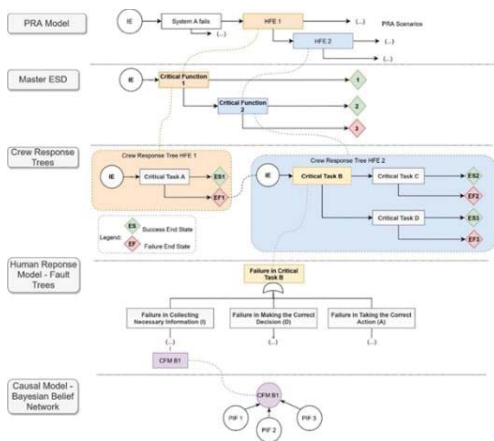 PRA Model
IE
System A fails
HFE 1
(...)
PRA Scenarios
(...)
HFE 2
(...)
(...)
Master ESD
IE
Critical Function
1
1
Critical Function
2
2
3
Crew Response
Trees
Crew Response Tree HFE 1
IE
Critical Task A
ES1
EF1
Crew Response Tree HFE 2
IE
Critical Task B
Critical Task C
ES2
EF2
Critical Task D
ES3
EF3
Legend:
ES
Success End State
EF
Failure End State
Human Reponse
Model - Fault
Trees
Failure in Critical
Task B
Failure in Collecting
Necessary Information (I)
Failure in Making the Correct
Decision (D)
Failure in Taking the Correct
Action (A)
(...)
(...)
(...)
CFM B1
Causal Model -
Bayesian Belief
Network
CFM B1
PIF 1
PIF 2
PIF 3